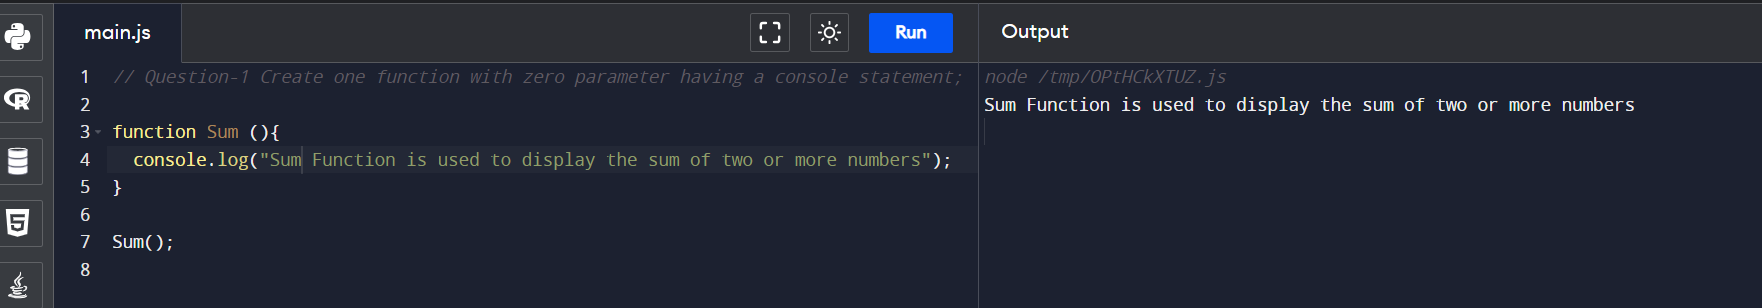 main.js
Run
Output
1 // Question-1 Create one function with zero parameter having a console statement;
2
3 function Sum (){
4 console.log("Sum Function is used to display the sum of two or more numbers");
5 }
6
7 Sum();
8
node /tmp/OPtHCkXTUZ.js
Sum Function is used to display the sum of two or more numbers